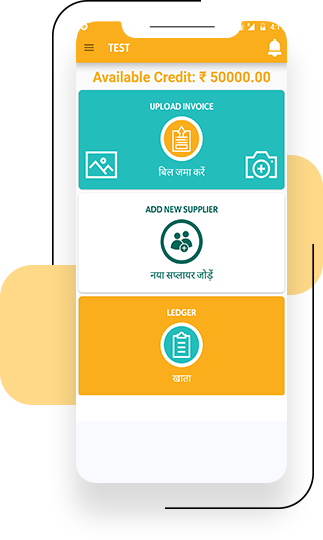 TEST
Available Credit: ₹ 50000.00
UPLOAD INVOICE
बिल जमा करें
ADD NEW SUPPLIER
नया सप्लायर जोड़ें
LEDGER
खाता